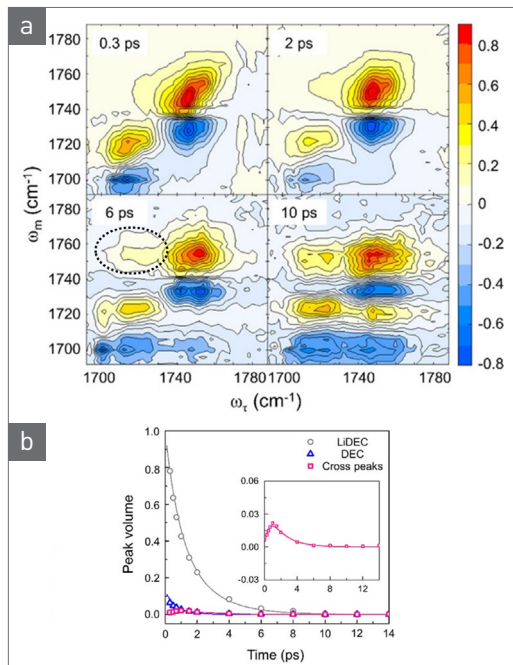 a
0.3 ps
2 ps
6 ps
10 ps
1780
1760
1740
1720
1700
1780
1760
1740
1720
1700
ωm (cm-1)
1700 1740 1780 1700 1740 1780
ωτ (cm-1)
0.8
0.6
0.4
0.2
0
-0.2
-0.4
-0.6
-0.8
b
LiDEC
DEC
Cross peaks
1.0
0.8
0.6
0.4
0.2
0.0
Peak volume
0.06
0.03
0.00
-0.03
0 2 4 6 8 10 12 14
0 2 4 6 8 10 12 14
Time (ps)